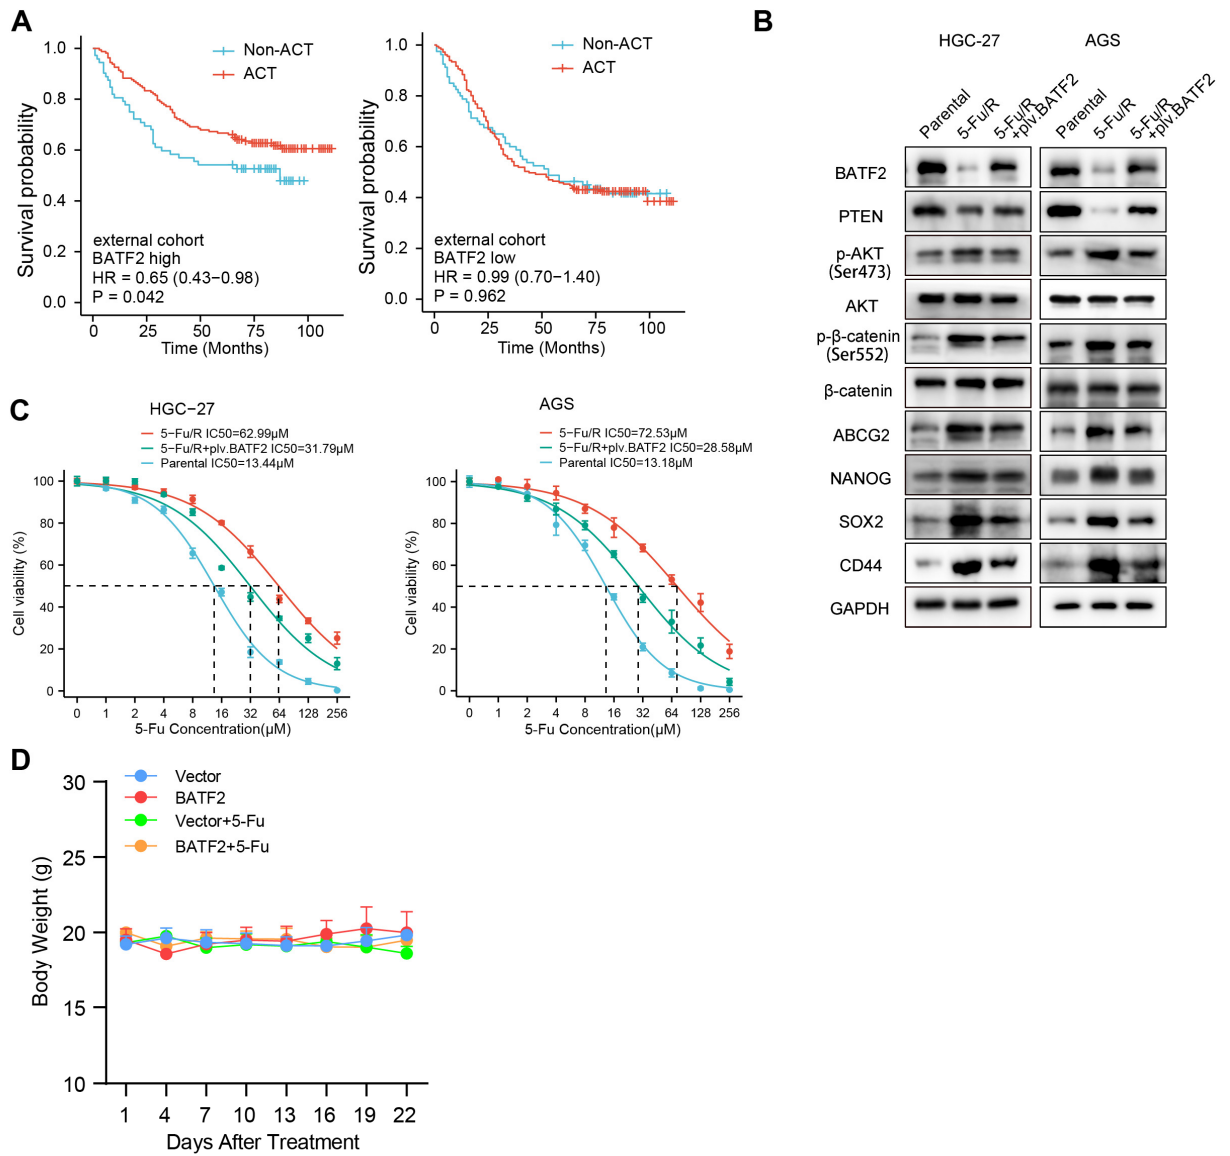 A
Survival probability
1.0
0.8
0.6
0.4
0.2
0.0
Non-ACT
ACT
external cohort
BATF2 high
HR = 0.65 (0.43−0.98)
P = 0.042
0 25 50 75 100
Time (Months)
Survival probability
1.0
0.8
0.6
0.4
0.2
0.0
Non-ACT
ACT
external cohort
BATF2 low
HR = 0.99 (0.70−1.40)
P = 0.962
0 25 50 75 100
Time (Months)
B
HGC-27 AGS
Parental
5-Fu/R
5-Fu/R
+plv.BATF2
Parental
5-Fu/R
5-Fu/R
+plv.BATF2
BATF2
PTEN
p-AKT
(Ser473)
AKT
p-β-catenin
(Ser552)
β-catenin
ABCG2
NANOG
SOX2
CD44
GAPDH
C
HGC−27
5−Fu/R IC50=62.99μM
5−Fu/R+plv.BATF2 IC50=31.79μM
Parental IC50=13.44μM
Cell viability (%)
100
80
60
40
20
0
0 1 2 4 8 16 32 64 128 256
5-Fu Concentration(μM)
AGS
5−Fu/R IC50=72.53μM
5−Fu/R+plv.BATF2 IC50=28.58μM
Parental IC50=13.18μM
Cell viability (%)
100
80
60
40
20
0
0 1 2 4 8 16 32 64 128 256
5-Fu Concentration(μM)
D
Body Weight (g)
30
25
20
15
10
Vector
BATF2
Vector+5-Fu
BATF2+5-Fu
1 4 7 10 13 16 19 22
Days After Treatment